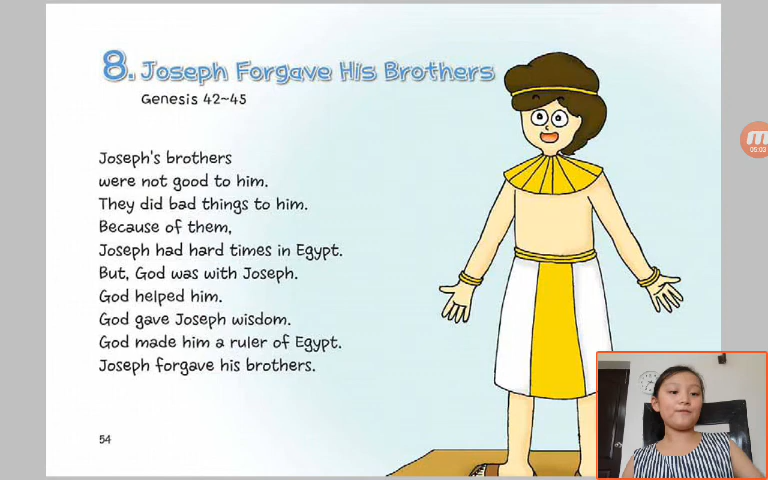 8. Joseph Forgave His Brothers
Genesis 42~45
Joseph's brothers
were not good to him.
They did bad things to him.
Because of them,
Joseph had hard times in Egypt.
But, God was with Joseph.
God helped him.
God gave Joseph wisdom.
God made him a ruler of Egypt.
Joseph forgave his brothers.
54
05:03